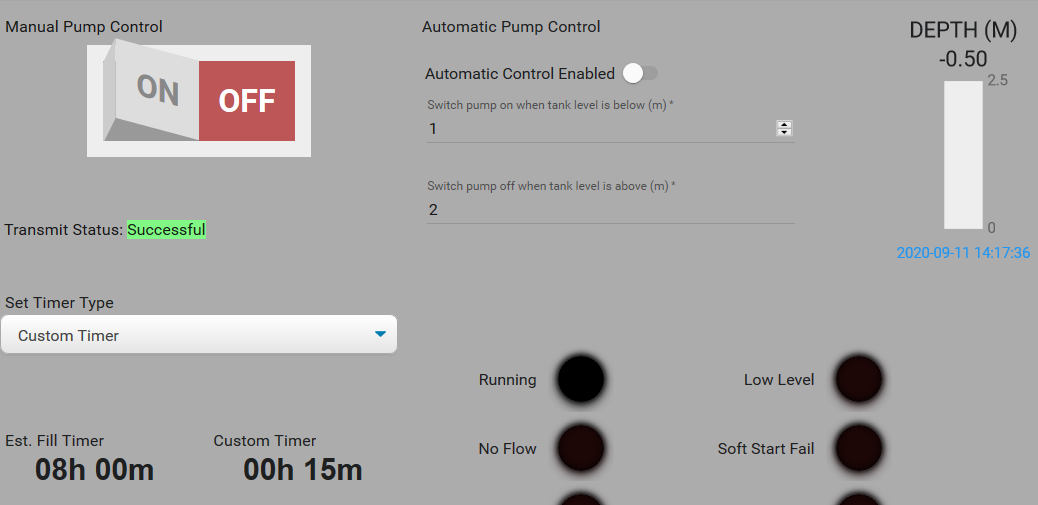 Manual Pump Control
ON
OFF
Transmit Status: Successful
Set Timer Type
Custom Timer
Est. Fill Timer
08h 00m
Custom Timer
00h 15m
Automatic Pump Control
Automatic Control Enabled
Switch pump on when tank level is below (m) *
1
Switch pump off when tank level is above (m) *
2
Running
Low Level
No Flow
Soft Start Fail
DEPTH (M)
-0.50
2.5
0
2020-09-11 14:17:36